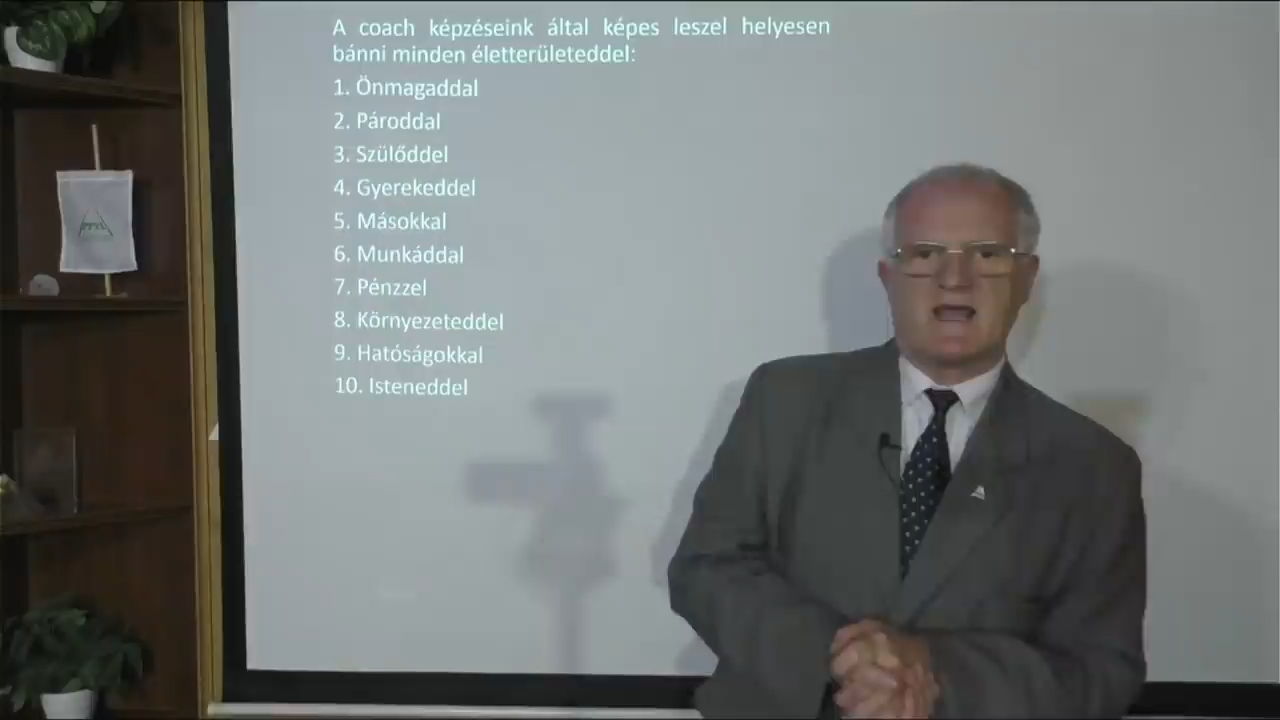 A coach képzéseink által képes leszel helyesen
bánni minden életterületeddel:
1. Önmagaddal
2. Pároddal
3. Szülőddel
4. Gyerekeddel
5. Másokkal
6. Munkáddal
7. Pénzzel
8. Környezeteddel
9. Hatóságokkal
10. Isteneddel